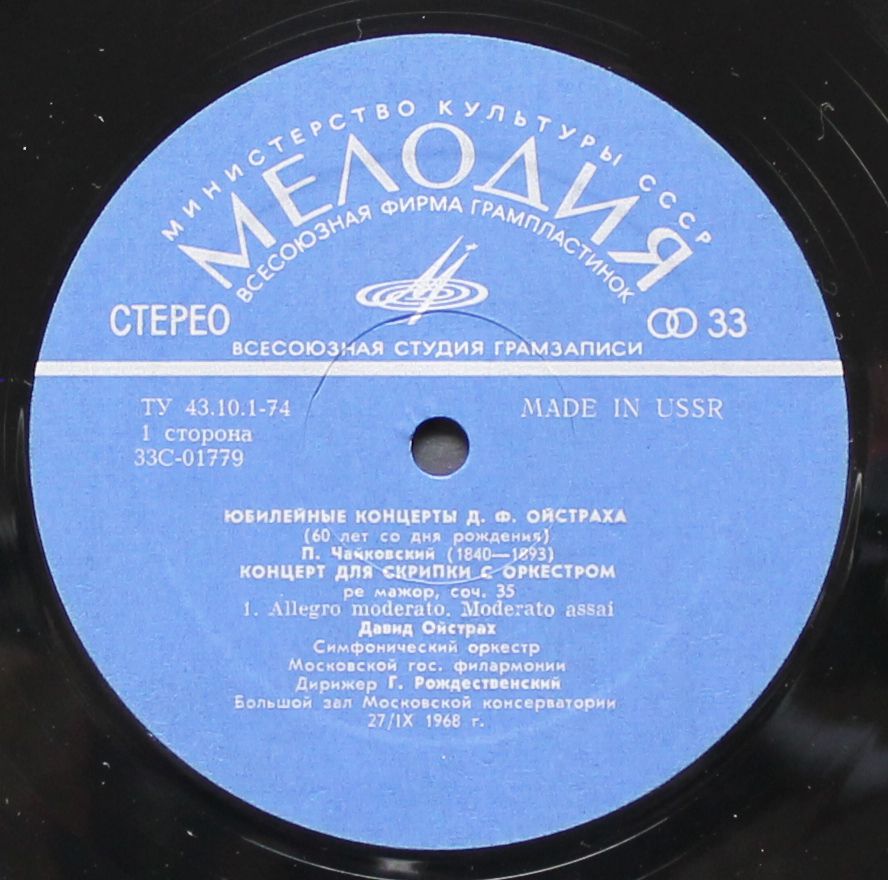 МИНИСТЕРСТВО КУЛЬТУРЫ СССР
МЕЛОДИЯ
ВСЕСОЮЗНАЯ ФИРМА ГРАМПЛАСТИНОК
СТЕРЕО
33
ВСЕСОЮЗНАЯ СТУДИЯ ГРАМЗАПИСИ
ТУ 43.10.1-74
MADE IN USSR
1 сторона
33С-01779
ЮБИЛЕЙНЫЕ КОНЦЕРТЫ Д. Ф. ОЙСТРАХА
(60 лет со дня рождения)
П. Чайковский (1840—1893)
КОНЦЕРТ ДЛЯ СКРИПКИ С ОРКЕСТРОМ
ре мажор, соч. 35
1. Allegro moderato. Moderato assai
Давид Ойстрах
Симфонический оркестр
Московской гос. филармонии
Дирижер Г. Рождественский
Большой зал Московской консерватории
27/IX 1968 г.